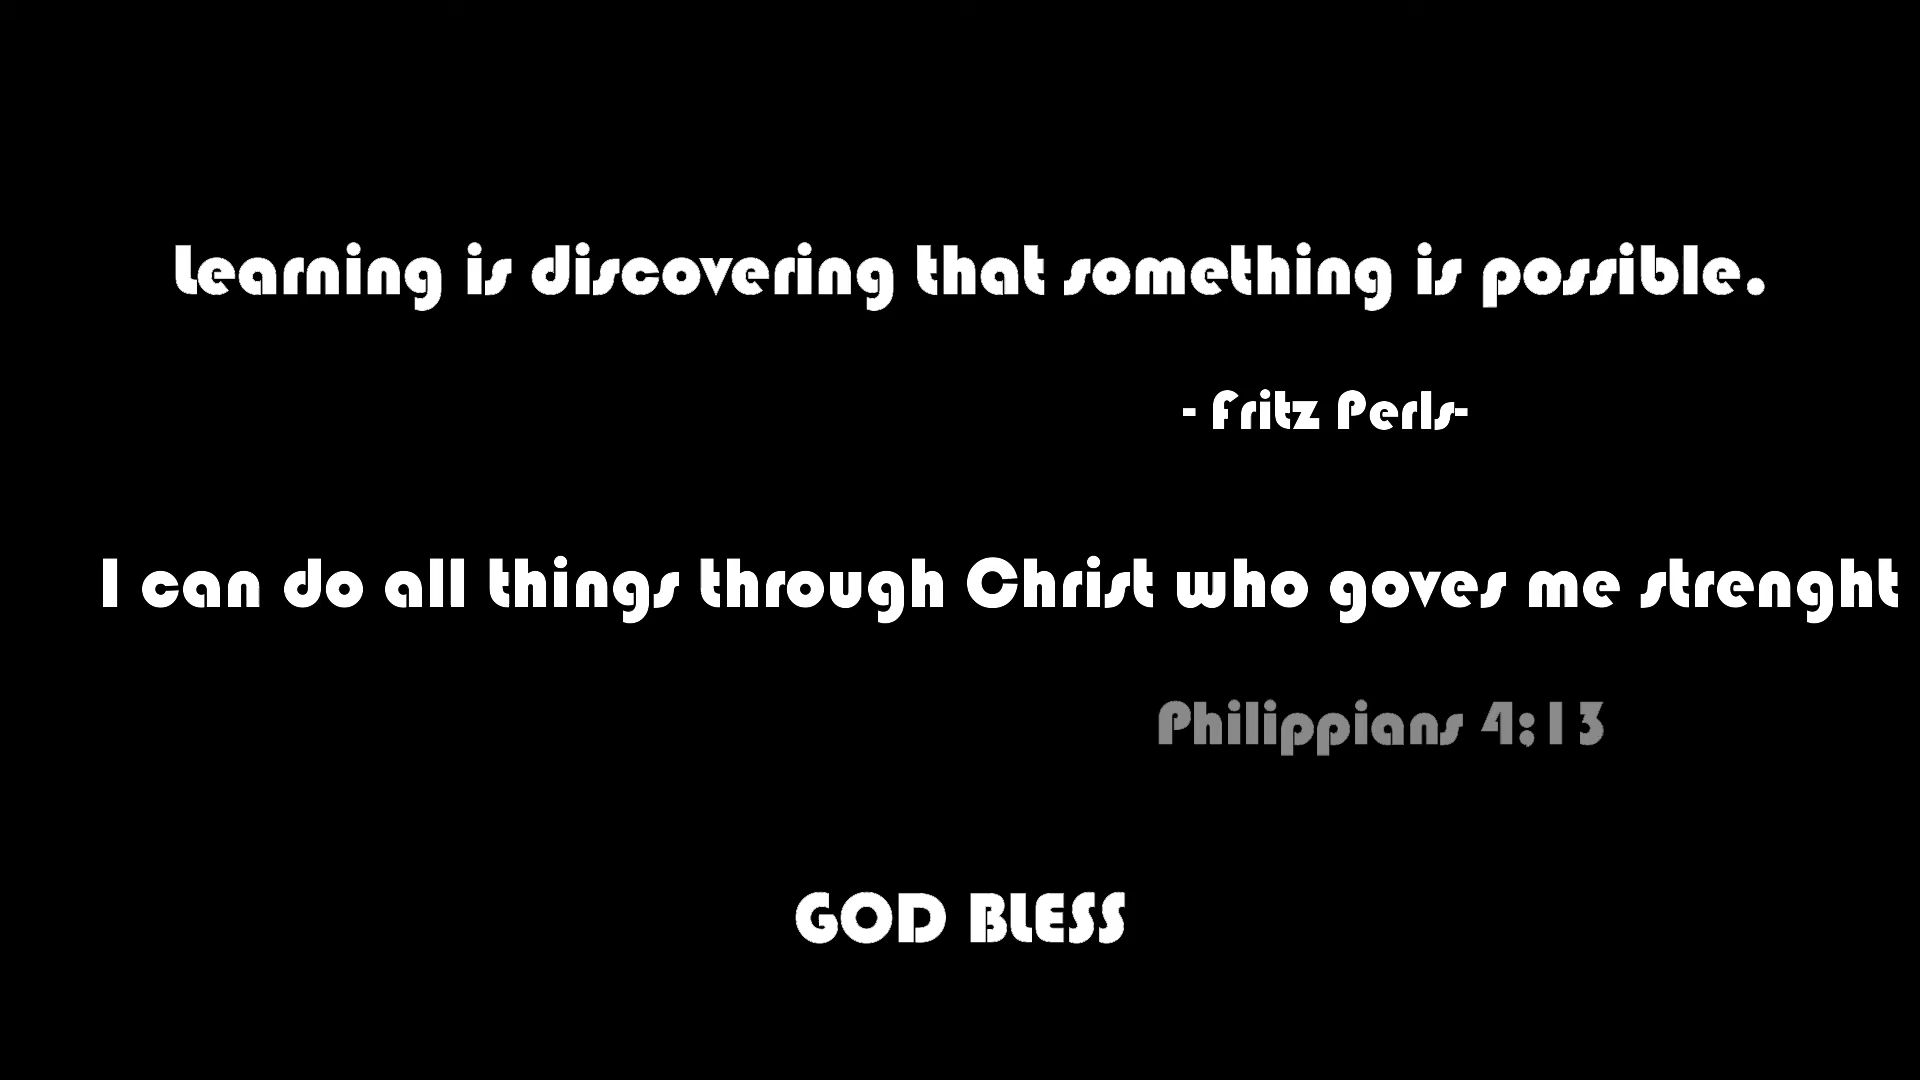 Learning is discovering that something is possible.
- Fritz Perls-
I can do all things through Christ who goves me strenght
Philippians 4;13
GOD BLESS